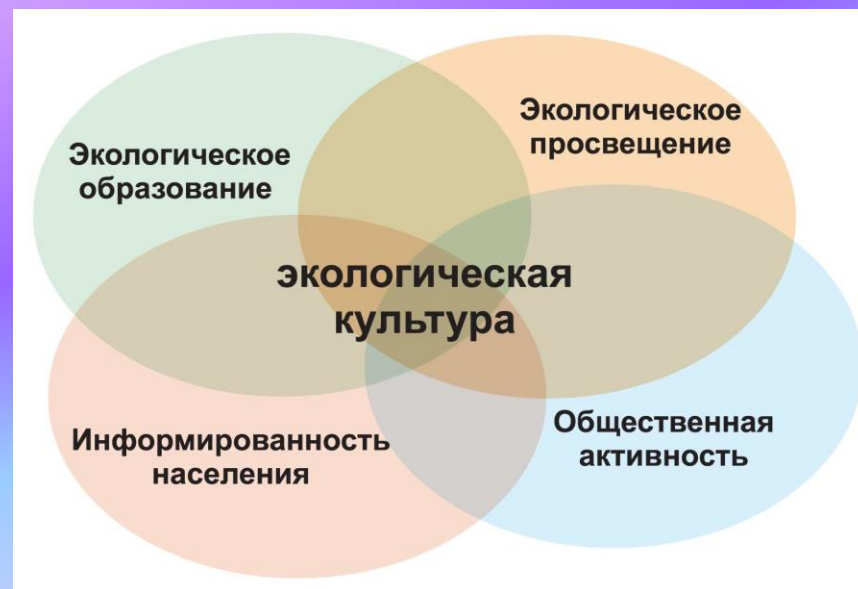 Экологическое
образование
Экологическое
просвещение
экологическая
культура
Информированность
населения
Общественная
активность